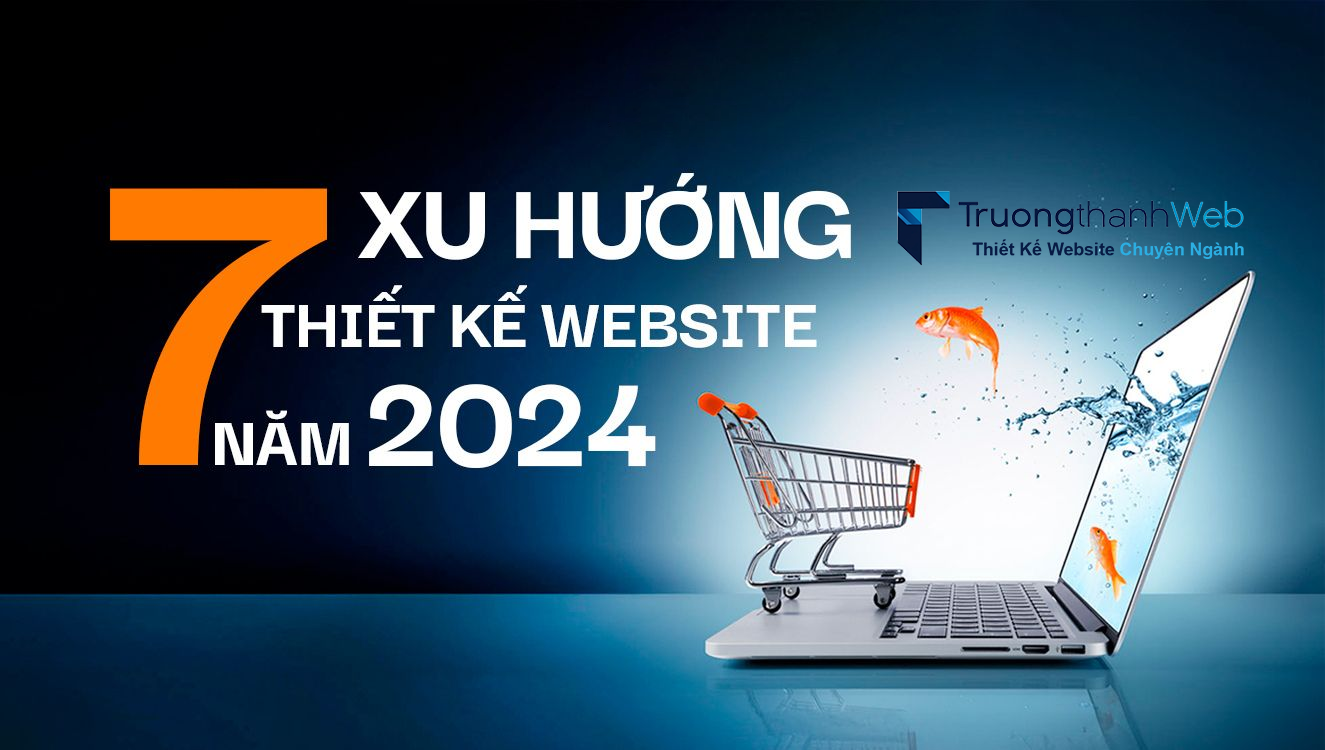 7 XU HƯỚNG
THIẾT KẾ WEBSITE
NĂM 2024
TruongthanhWeb
Thiết Kế Website Chuyên Ngành